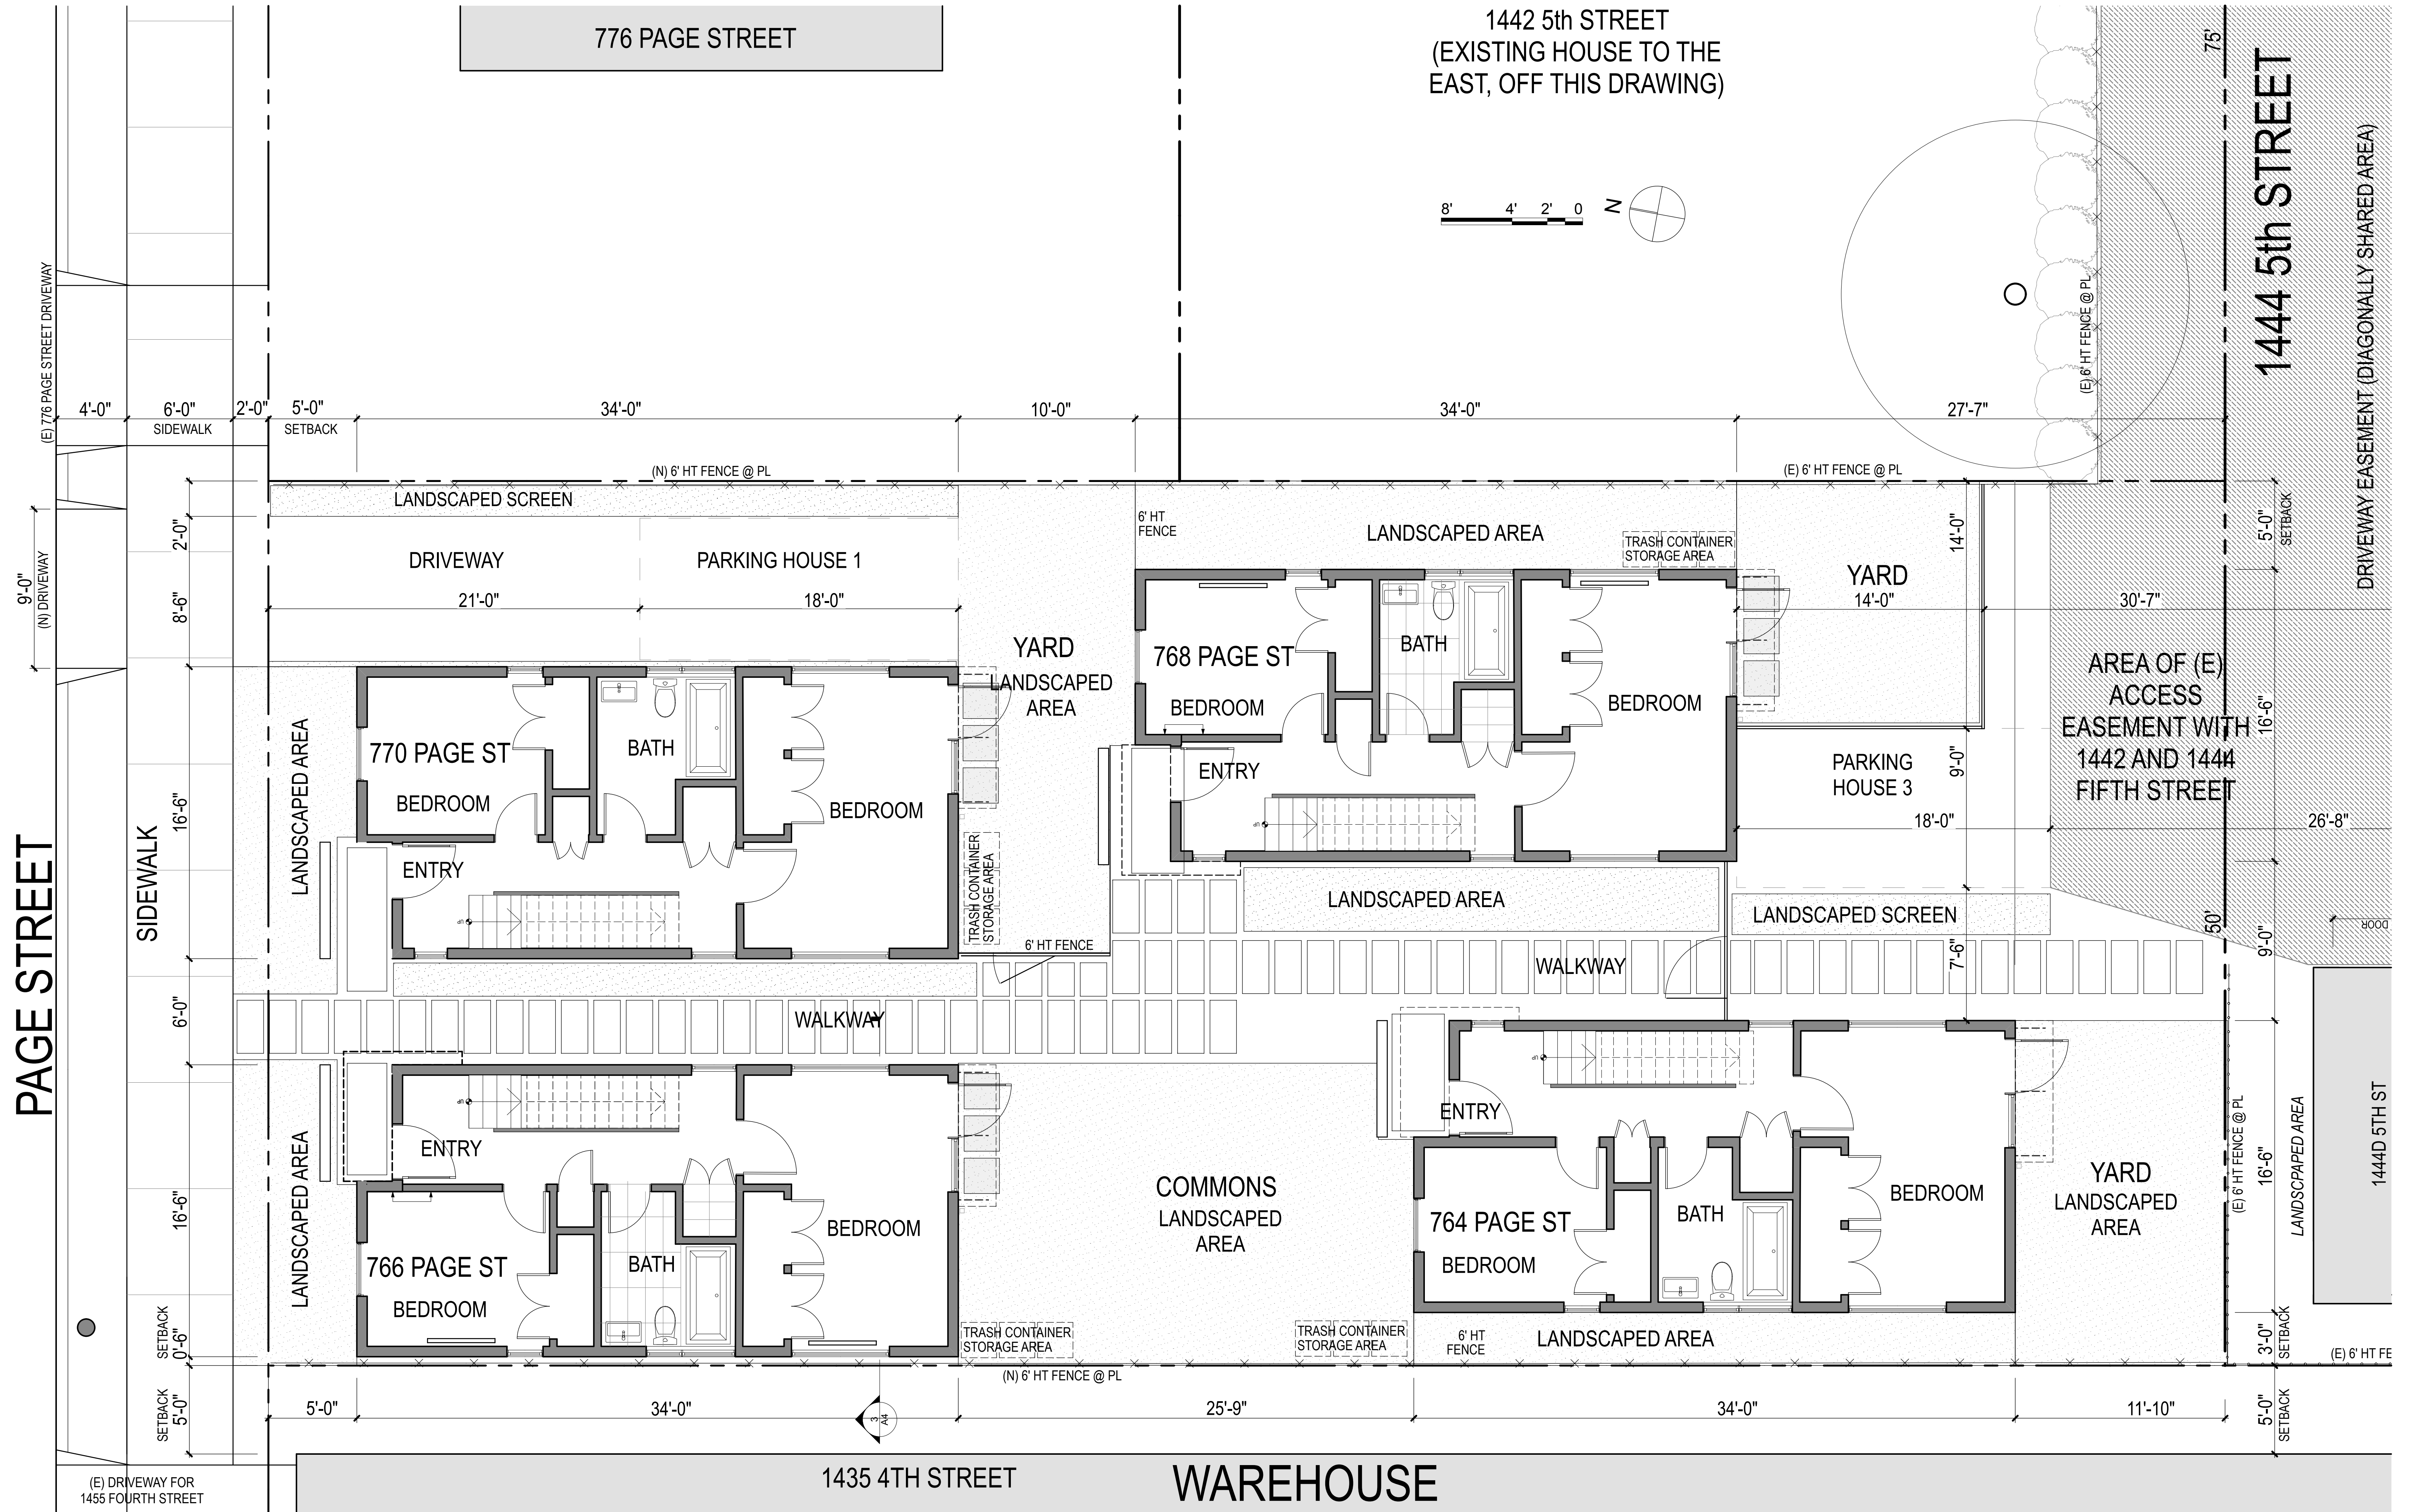 776 PAGE STREET
1442 5th STREET
(EXISTING HOUSE TO THE
EAST, OFF THIS DRAWING)
75'
1444 5th STREET
DRIVEWAY EASEMENT (DIAGONALLY SHARED AREA)
8' 4' 2' 0
N
(E) 6' HT FENCE @ PL
(E) 776 PAGE STREET DRIVEWAY
4'-0"
6'-0"
SIDEWALK
2'-0"
5'-0"
SETBACK
34'-0"
10'-0"
34'-0"
27'-7"
(N) 6' HT FENCE @ PL
(E) 6' HT FENCE @ PL
LANDSCAPED SCREEN
2'-0"
9'-0"
(N) DRIVEWAY
8'-6"
DRIVEWAY
PARKING HOUSE 1
21'-0"
18'-0"
6' HT
FENCE
LANDSCAPED AREA
TRASH CONTAINER
STORAGE AREA
14'-0"
YARD
14'-0"
30'-7"
5'-0"
SETBACK
YARD
LANDSCAPED
AREA
768 PAGE ST
BEDROOM
BATH
BEDROOM
ENTRY
UP
AREA OF (E)
ACCESS
EASEMENT WITH
1442 AND 1444
FIFTH STREET
16'-6"
PARKING
HOUSE 3
9'-0"
18'-0"
26'-8"
LANDSCAPED AREA
770 PAGE ST
BEDROOM
BATH
BEDROOM
ENTRY
UP
16'-6"
TRASH CONTAINER
STORAGE AREA
6' HT FENCE
LANDSCAPED AREA
LANDSCAPED SCREEN
50'
DOOR
9'-0"
7'-6"
WALKWAY
PAGE STREET
SIDEWALK
6'-0"
WALKWAY
LANDSCAPED AREA
ENTRY
UP
766 PAGE ST
BEDROOM
BATH
BEDROOM
16'-6"
COMMONS
LANDSCAPED
AREA
ENTRY
UP
764 PAGE ST
BEDROOM
BATH
BEDROOM
YARD
LANDSCAPED
AREA
(E) 6' HT FENCE @ PL
16'-6"
LANDSCPAPED AREA
1444D 5TH ST
SETBACK
0'-6"
TRASH CONTAINER
STORAGE AREA
TRASH CONTAINER
STORAGE AREA
6' HT
FENCE
LANDSCAPED AREA
3'-0"
SETBACK
(E) 6' HT FE
(N) 6' HT FENCE @ PL
SETBACK
5'-0"
5'-0"
34'-0"
3
A4
25'-9"
34'-0"
11'-10"
5'-0"
SETBACK
(E) DRIVEWAY FOR
1455 FOURTH STREET
1435 4TH STREET
WAREHOUSE